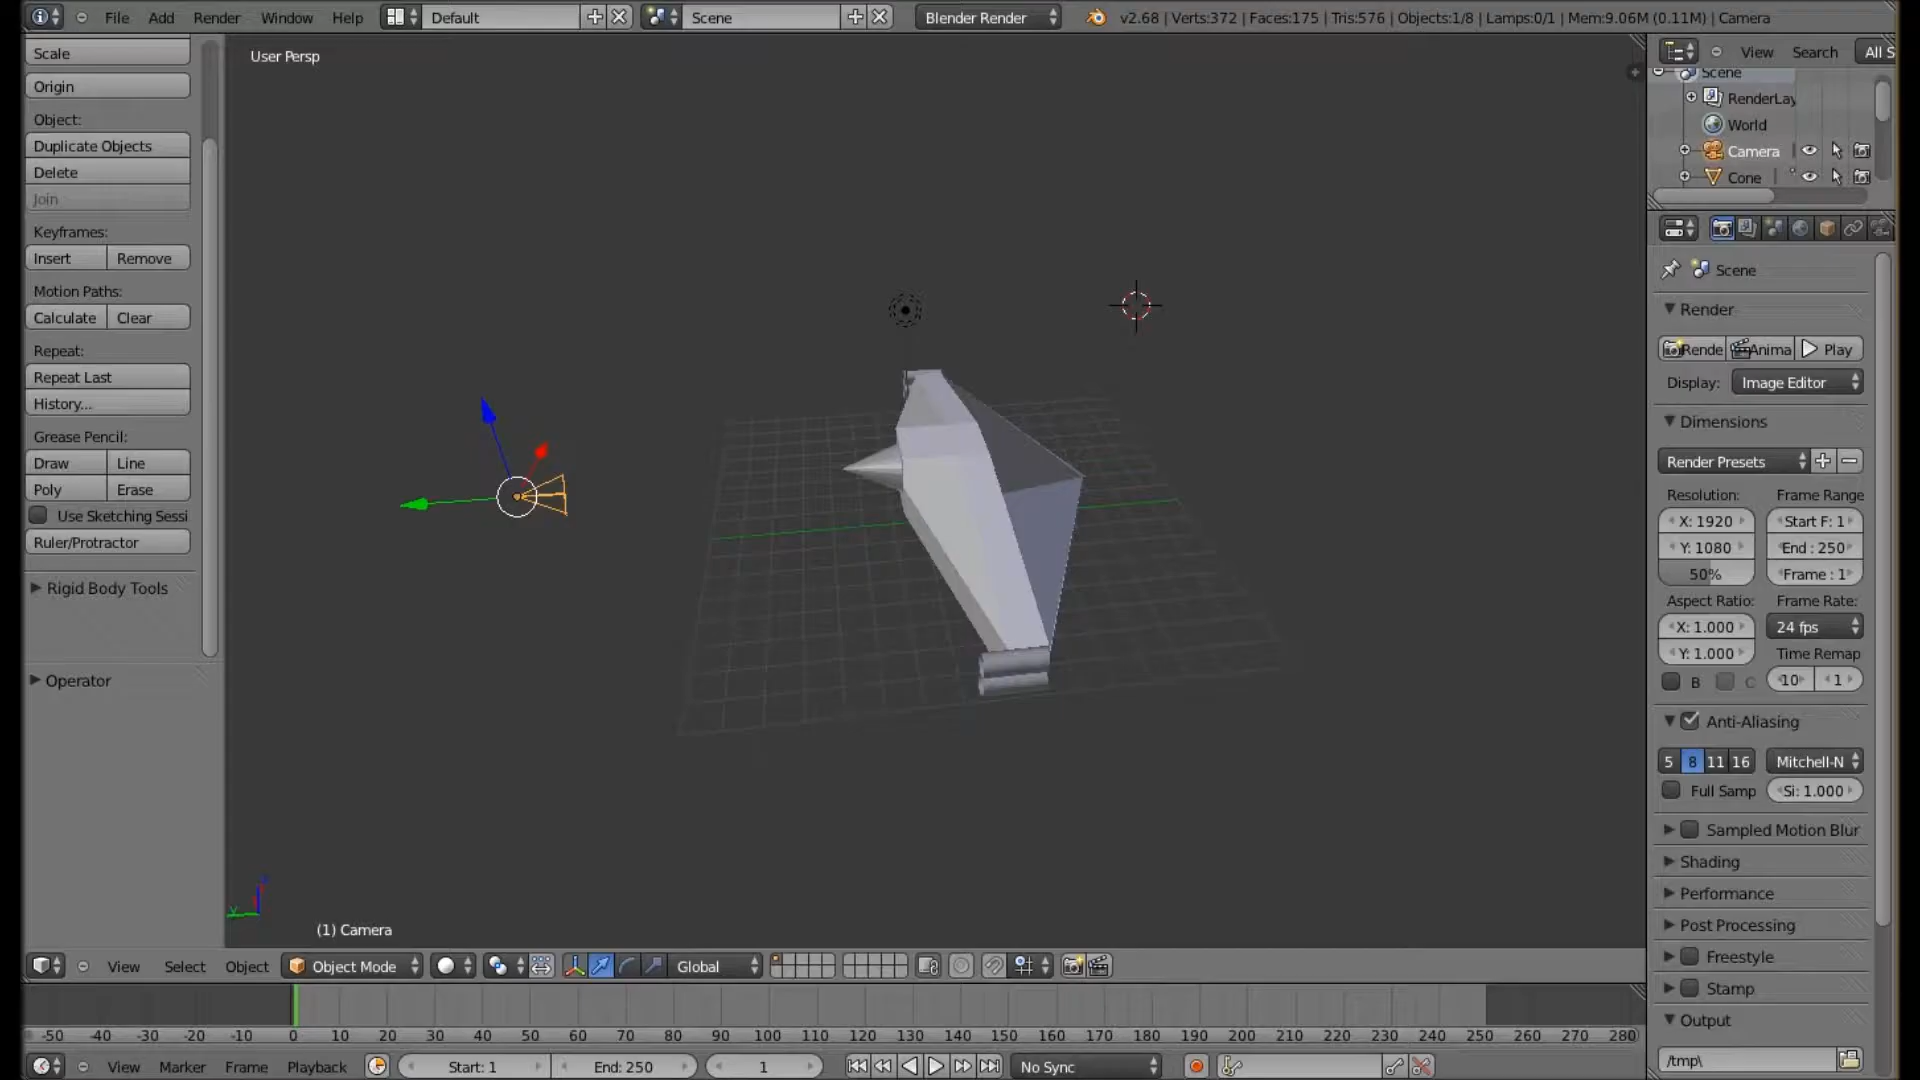 File Add Render Window Help Default Scene Blender Render v2.68 | Verts:372 | Faces:175 | Tris:576 | Objects:1/8 | Lamps:0/1 | Mem:9.06M (0.11M) | Camera
Scale
Origin
Object:
Duplicate Objects
Delete
Join
Keyframes:
Insert Remove
Motion Paths:
Calculate Clear
Repeat:
Repeat Last
History...
Grease Pencil:
Draw Line
Poly Erase
Use Sketching Sessi
Ruler/Protractor
Rigid Body Tools
Operator
User Persp
(1) Camera
View Search All S
Scene
RenderLay
World
Camera
Cone
Scene
Render
Rende Anima Play
Display: Image Editor
Dimensions
Render Presets
Resolution: Frame Range
X: 1920 Start F: 1
Y: 1080 End : 250
50% Frame : 1
Aspect Ratio: Frame Rate:
X: 1.000 24 fps
Y: 1.000 Time Remap
B C 10 1
Anti-Aliasing
5 8 11 16 Mitchell-N
Full Samp Si: 1.000
Sampled Motion Blur
Shading
Performance
Post Processing
Freestyle
Stamp
Output
/tmp\
View Select Object Object Mode Global
-50 -40 -30 -20 -10 0 10 20 30 40 50 60 70 80 90 100 110 120 130 140 150 160 170 180 190 200 210 220 230 240 250 260 270 280
View Marker Frame Playback Start: 1 End: 250 1 No Sync